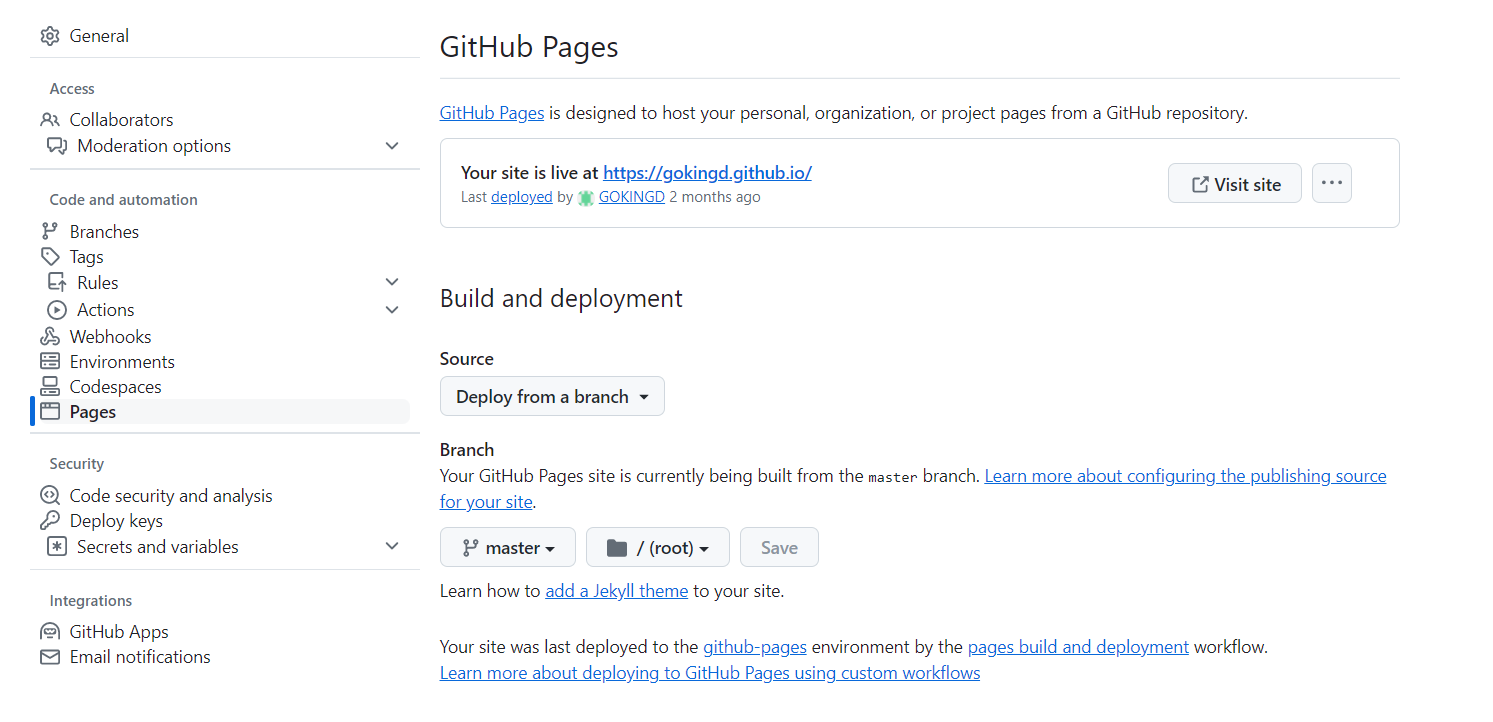 General
Access
Collaborators
Moderation options
Code and automation
Branches
Tags
Rules
Actions
Webhooks
Environments
Codespaces
Pages
Security
Code security and analysis
Deploy keys
Secrets and variables
Integrations
GitHub Apps
Email notifications
GitHub Pages
GitHub Pages is designed to host your personal, organization, or project pages from a GitHub repository.
Your site is live at https://gokingd.github.io/
Last deployed by GOKINGD 2 months ago
Visit site
Build and deployment
Source
Deploy from a branch
Branch
Your GitHub Pages site is currently being built from the master branch. Learn more about configuring the publishing source
for your site.
master
/ (root)
Save
Learn how to add a Jekyll theme to your site.
Your site was last deployed to the github-pages environment by the pages build and deployment workflow.
Learn more about deploying to GitHub Pages using custom workflows